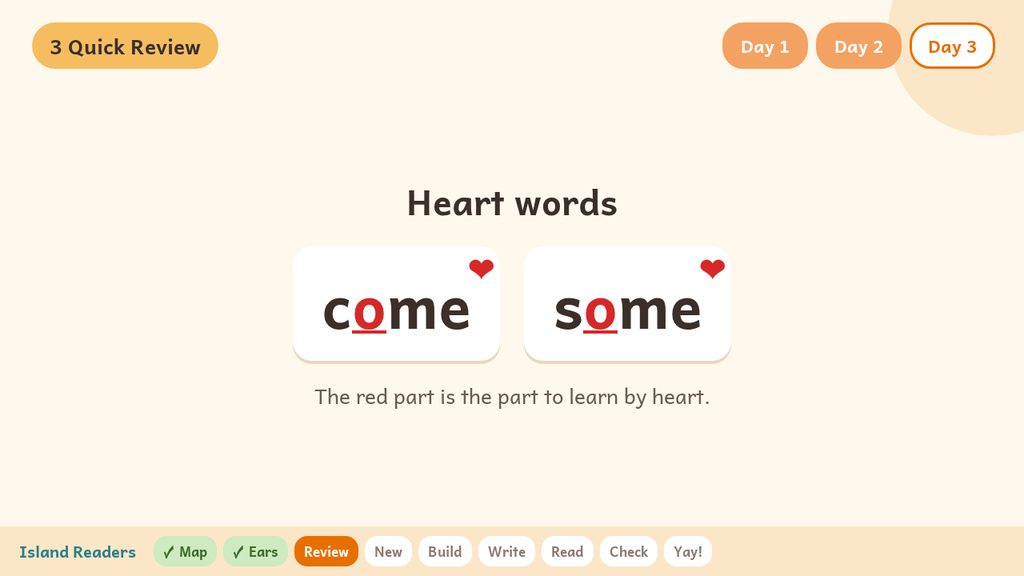 3 Quick Review
Day 1 Day 2 Day 3
Heart words
❤ ❤
come some
The red part is the part to learn by heart.
Island Readers ✓ Map ✓ Ears Review New Build Write Read Check Yay!